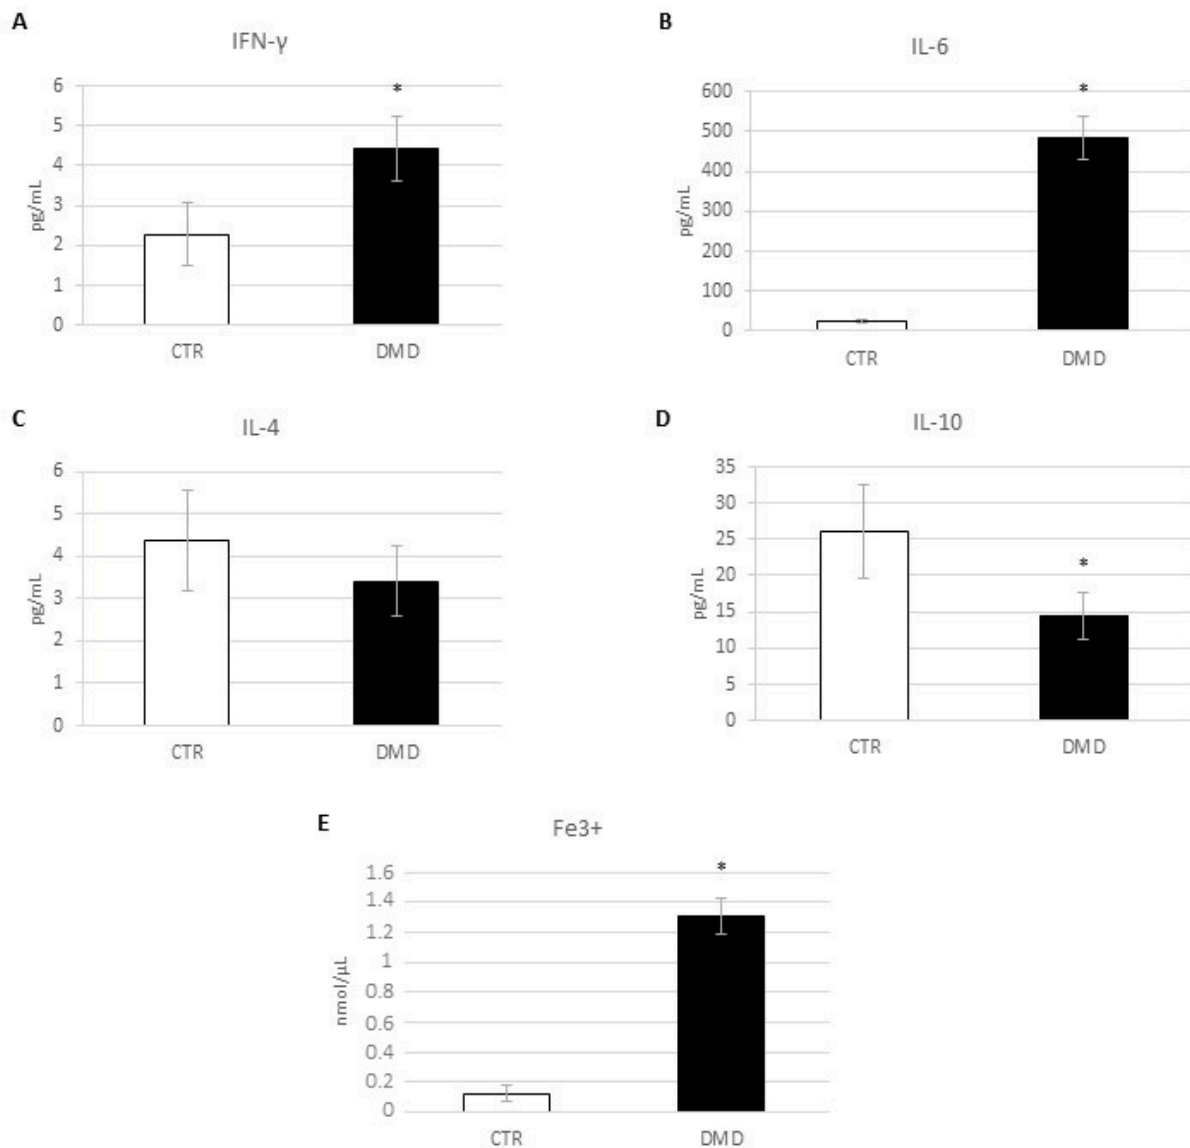 A
IFN-γ
pg/mL
6
5
4
3
2
1
0
*
CTR DMD
B
IL-6
pg/mL
600
500
400
300
200
100
0
*
CTR DMD
C
IL-4
pg/mL
6
5
4
3
2
1
0
CTR DMD
D
IL-10
pg/mL
35
30
25
20
15
10
5
0
*
CTR DMD
E
Fe3+
nmol/µL
1.6
1.4
1.2
1
0.8
0.6
0.4
0.2
0
*
CTR DMD